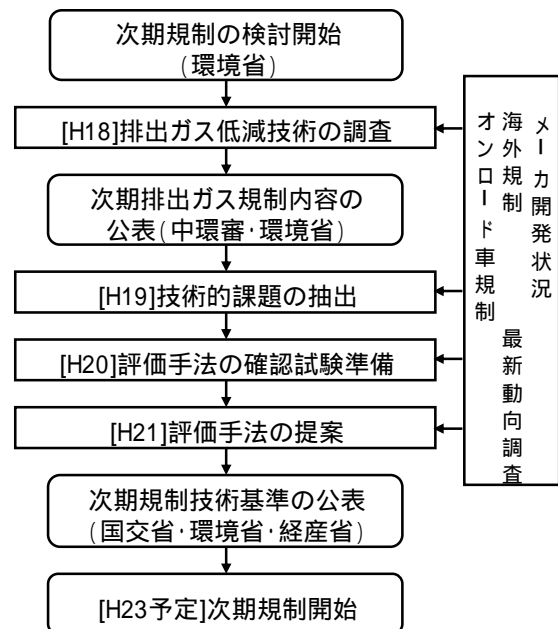 次期規制の検討開始
(環境省)
[H18]排出ガス低減技術の調査
次期排出ガス規制内容の
公表(中環審・環境省)
[H19]技術的課題の抽出
[H20]評価手法の確認試験準備
[H21]評価手法の提案
次期規制技術基準の公表
(国交省・環境省・経産省)
[H23予定]次期規制開始
メーカ開発状況
海外規制 最新動向調査
オンロード車規制